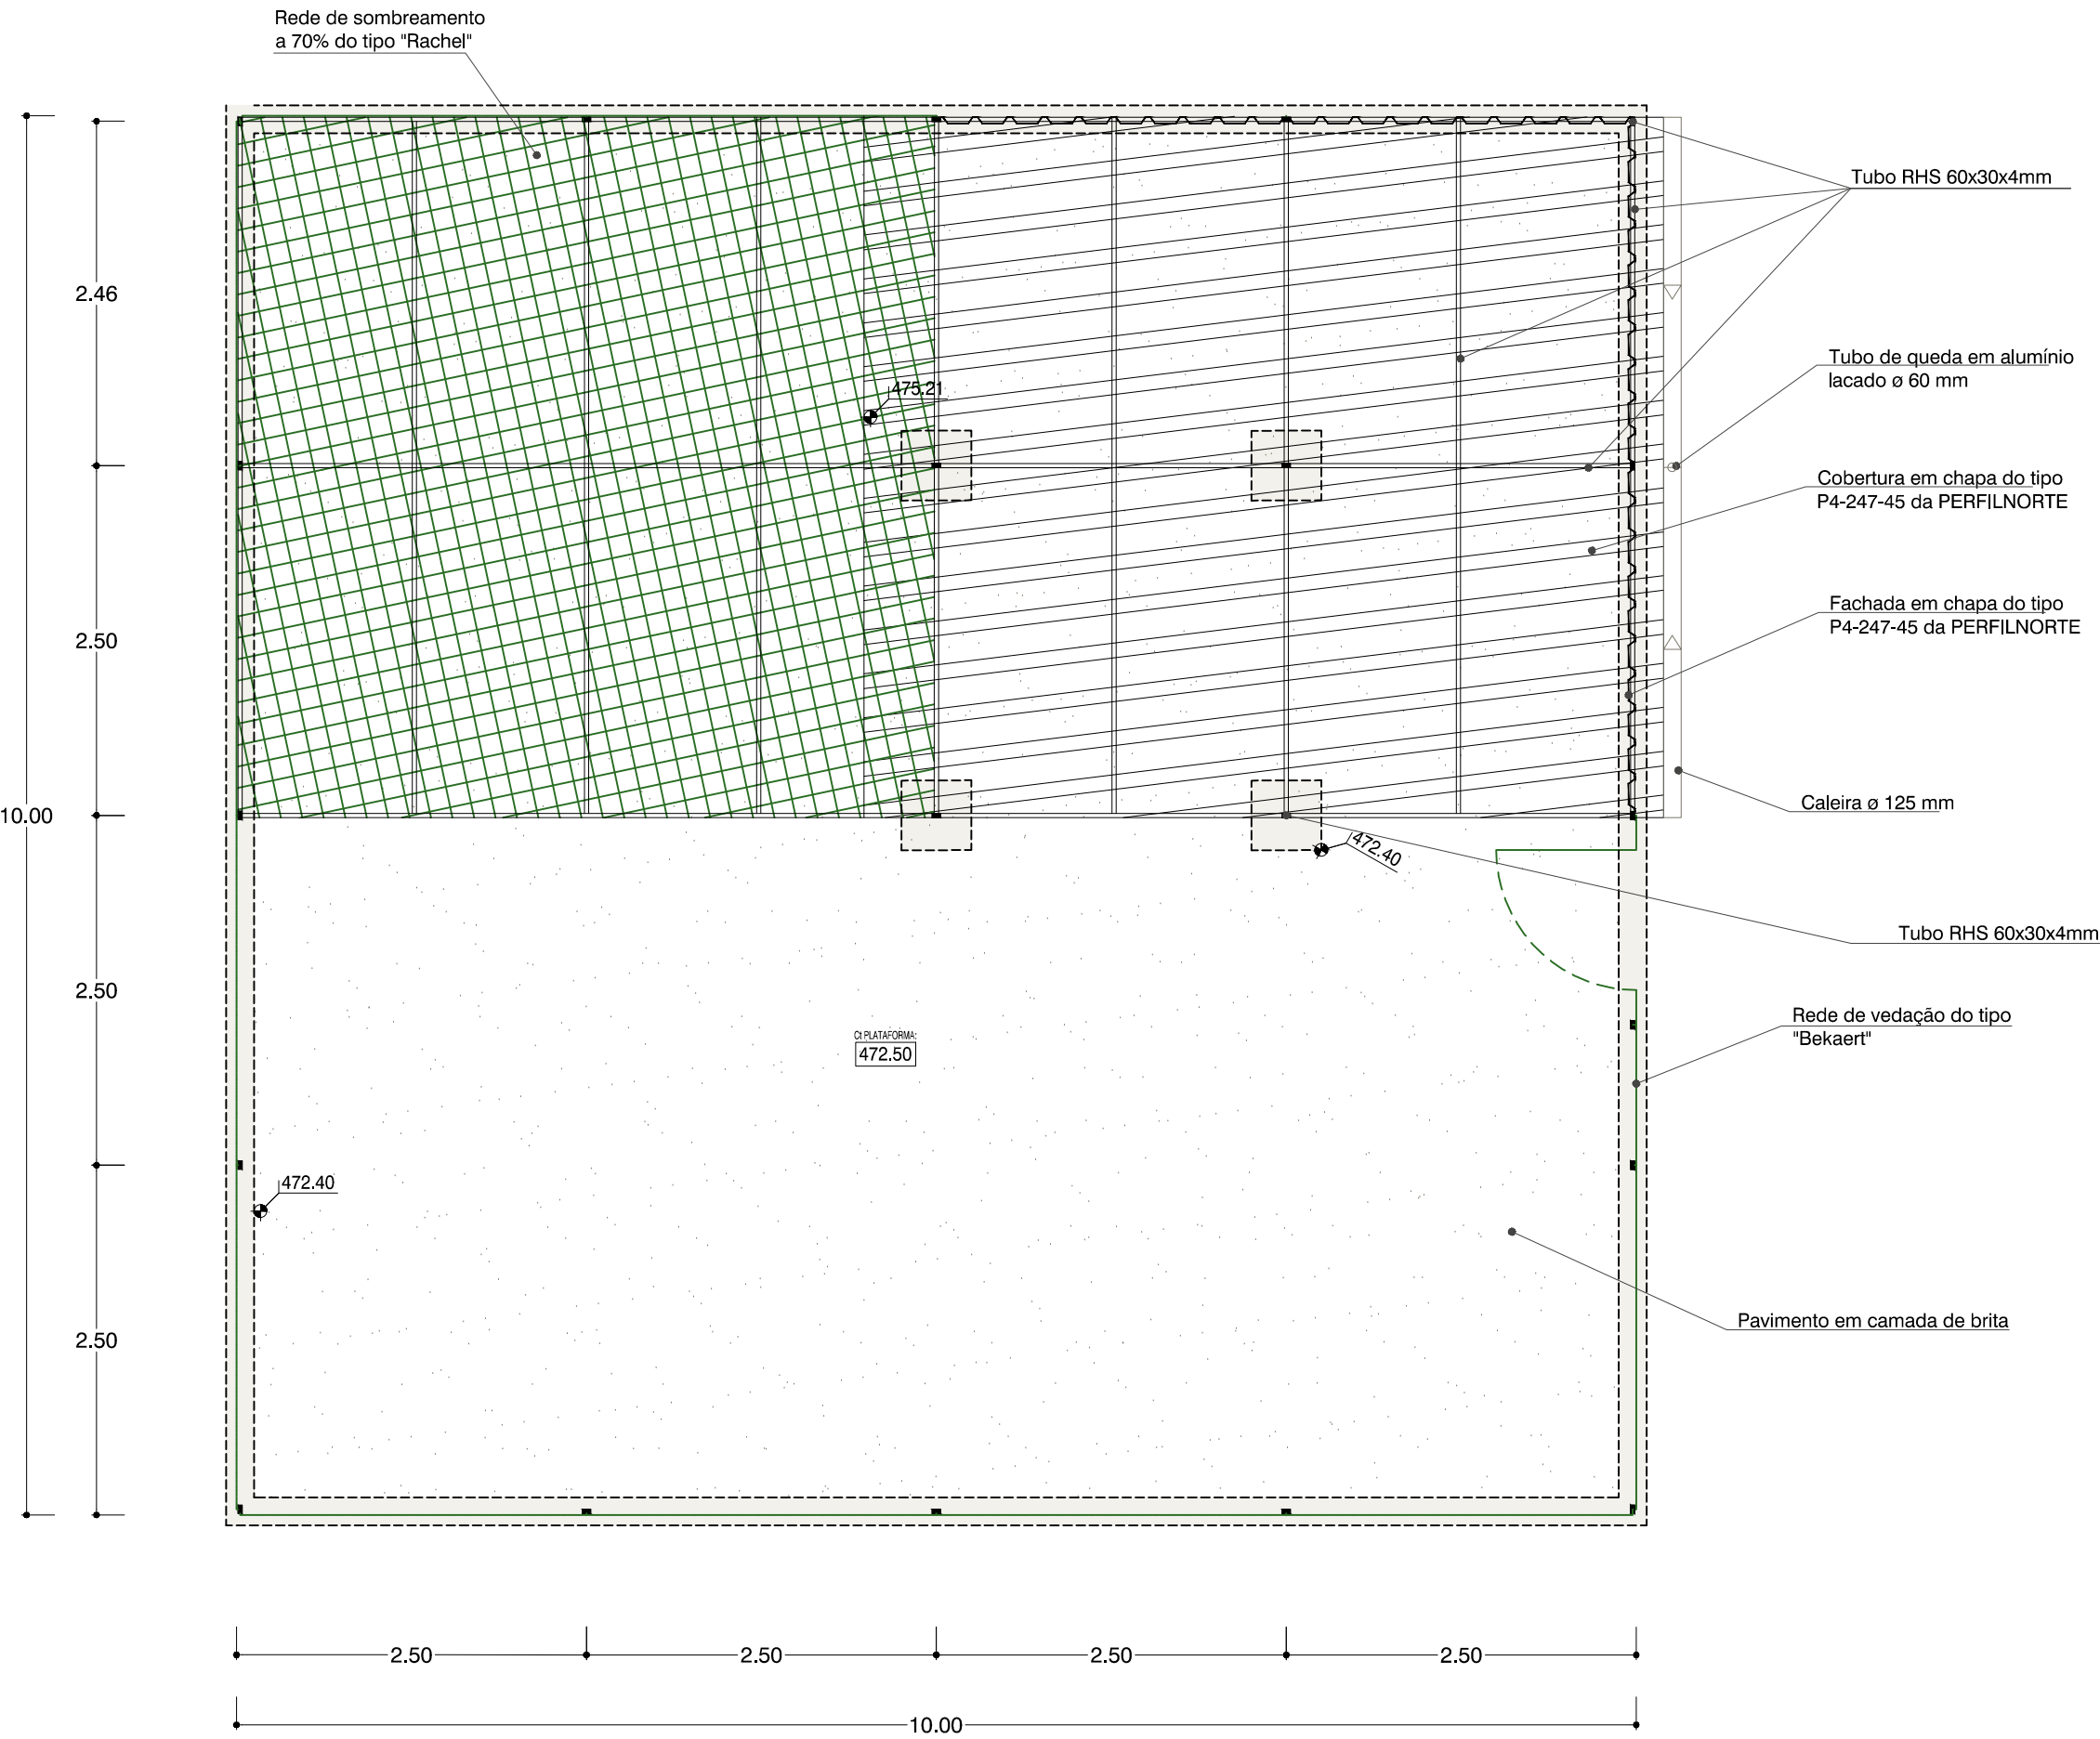 Rede de sombreamento
a 70% do tipo "Rachel"
Tubo RHS 60x30x4mm
2.46
Tubo de queda em alumínio
lacado ø 60 mm
475.21
Cobertura em chapa do tipo
P4-247-45 da PERFILNORTE
Fachada em chapa do tipo
P4-247-45 da PERFILNORTE
2.50
Caleira ø 125 mm
10.00
472.40
Tubo RHS 60x30x4mm
2.50
Rede de vedação do tipo
"Bekaert"
Ct PLATAFORMA:
472.50
472.40
Pavimento em camada de brita
2.50
2.50
2.50
2.50
2.50
10.00